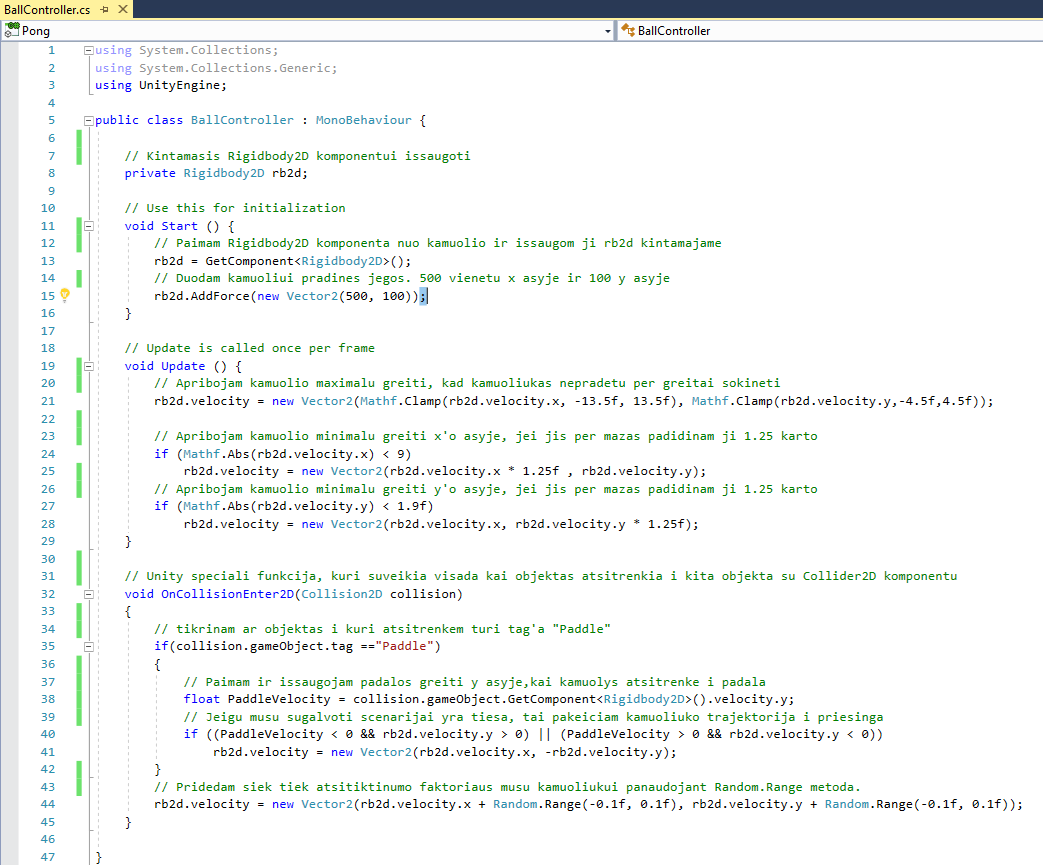 BallController.cs
Pong BallController
1 using System.Collections;
2 using System.Collections.Generic;
3 using UnityEngine;
4
5 public class BallController : MonoBehaviour {
6
7 // Kintamasis Rigidbody2D komponentui issaugoti
8 private Rigidbody2D rb2d;
9
10 // Use this for initialization
11 void Start () {
12 // Paimam Rigidbody2D komponenta nuo kamuolio ir issaugom ji rb2d kintamajame
13 rb2d = GetComponent<Rigidbody2D>();
14 // Duodam kamuoliui pradines jegos. 500 vienetu x asyje ir 100 y asyje
15 rb2d.AddForce(new Vector2(500, 100));
16 }
17
18 // Update is called once per frame
19 void Update () {
20 // Apribojam kamuolio maximalu greiti, kad kamuoliukas nepradetu per greitai sokineti
21 rb2d.velocity = new Vector2(Mathf.Clamp(rb2d.velocity.x, -13.5f, 13.5f), Mathf.Clamp(rb2d.velocity.y,-4.5f,4.5f));
22
23 // Apribojam kamuolio minimalu greiti x'o asyje, jei jis per mazas padidinam ji 1.25 karto
24 if (Mathf.Abs(rb2d.velocity.x) < 9)
25 rb2d.velocity = new Vector2(rb2d.velocity.x * 1.25f , rb2d.velocity.y);
26 // Apribojam kamuolio minimalu greiti y'o asyje, jei jis per mazas padidinam ji 1.25 karto
27 if (Mathf.Abs(rb2d.velocity.y) < 1.9f)
28 rb2d.velocity = new Vector2(rb2d.velocity.x, rb2d.velocity.y * 1.25f);
29 }
30
31 // Unity speciali funkcija, kuri suveikia visada kai objektas atsitrenkia i kita objekta su Collider2D komponentu
32 void OnCollisionEnter2D(Collision2D collision)
33 {
34 // tikrinam ar objektas i kuri atsitrenkem turi tag'a "Paddle"
35 if(collision.gameObject.tag =="Paddle")
36 {
37 // Paimam ir issaugojam padalos greiti y asyje,kai kamuolys atsitrenke i padala
38 float PaddleVelocity = collision.gameObject.GetComponent<Rigidbody2D>().velocity.y;
39 // Jeigu musu sugalvoti scenarijai yra tiesa, tai pakeiciam kamuoliuko trajektorija i priesinga
40 if ((PaddleVelocity < 0 && rb2d.velocity.y > 0) || (PaddleVelocity > 0 && rb2d.velocity.y < 0))
41 rb2d.velocity = new Vector2(rb2d.velocity.x, -rb2d.velocity.y);
42 }
43 // Pridedam siek tiek atsitiktinumo faktoriaus musu kamuoliukui panaudojant Random.Range metoda.
44 rb2d.velocity = new Vector2(rb2d.velocity.x + Random.Range(-0.1f, 0.1f), rb2d.velocity.y + Random.Range(-0.1f, 0.1f));
45 }
46
47 }